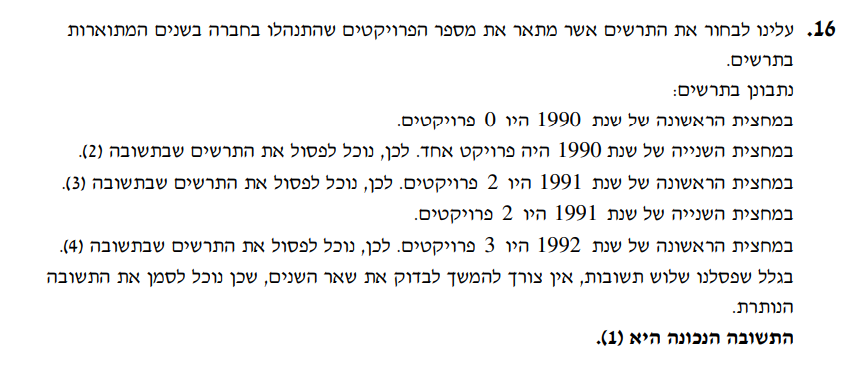 16. עלינו לבחור את התרשים אשר מתאר את מספר הפרויקטים שהתנהלו בחברה בשנים המתוארות
בתרשים.
נתבונן בתרשים:
במחצית הראשונה של שנת 1990 היו 0 פרויקטים.
במחצית השנייה של שנת 1990 היה פרויקט אחד. לכן, נוכל לפסול את התרשים שבתשובה (2).
במחצית הראשונה של שנת 1991 היו 2 פרויקטים. לכן, נוכל לפסול את התרשים שבתשובה (3).
במחצית השנייה של שנת 1991 היו 2 פרויקטים.
במחצית הראשונה של שנת 1992 היו 3 פרויקטים. לכן, נוכל לפסול את התרשים שבתשובה (4).
בגלל שפסלנו שלוש תשובות, אין צורך להמשך לבדוק את שאר השנים, שכן נוכל לסמן את התשובה
הנותרת.
התשובה הנכונה היא (1).